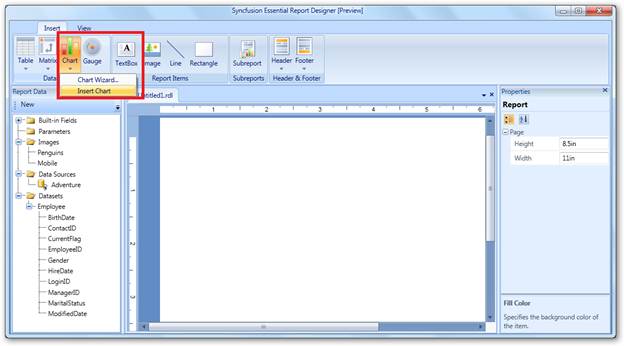 Syncfusion Essential Report Designer [Preview]
Insert View
Table Matrix Chart Gauge TextBox Image Line Rectangle Subreport Header Footer
Data Report Items Subreports Header & Footer
Chart Wizard...
Insert Chart
Report Data
New
Built-in Fields
Parameters
Images
Penguins
Mobile
Data Sources
Adventure
Datasets
Employee
BirthDate
ContactID
CurrentFlag
EmployeeID
Gender
HireDate
LoginID
ManagerID
MaritalStatus
ModifiedDate
Untitled1.rdl
1 2 3 4 5 6
1
2
3
Properties
Report
Page
Height 8.5in
Width 11in
Fill Color
Specifies the background color of
the item.